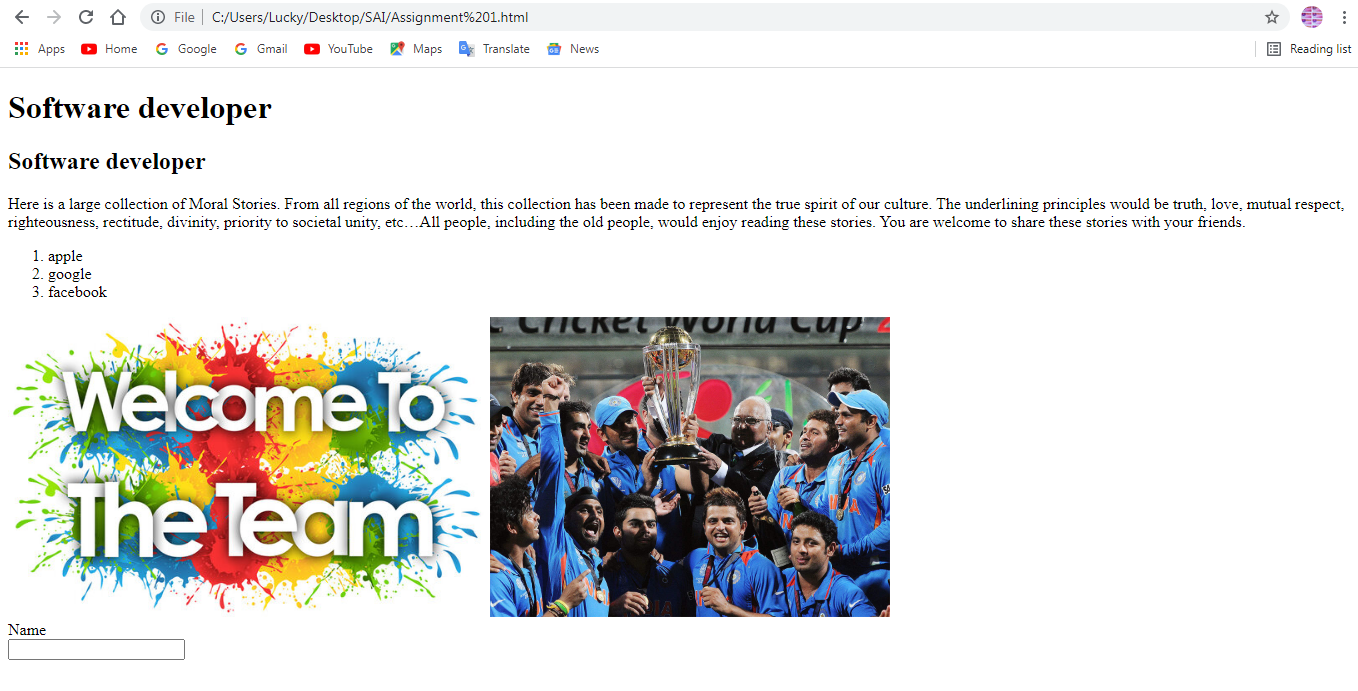 File C:/Users/Lucky/Desktop/SAI/Assignment%201.html
Apps Home Google Gmail YouTube Maps Translate News Reading list
Software developer
Software developer
Here is a large collection of Moral Stories. From all regions of the world, this collection has been made to represent the true spirit of our culture. The underlining principles would be truth, love, mutual respect,
righteousness, rectitude, divinity, priority to societal unity, etc…All people, including the old people, would enjoy reading these stories. You are welcome to share these stories with your friends.
1. apple
2. google
3. facebook
Welcome To
The Team
Cricket World Cup 2
INDIA
Name